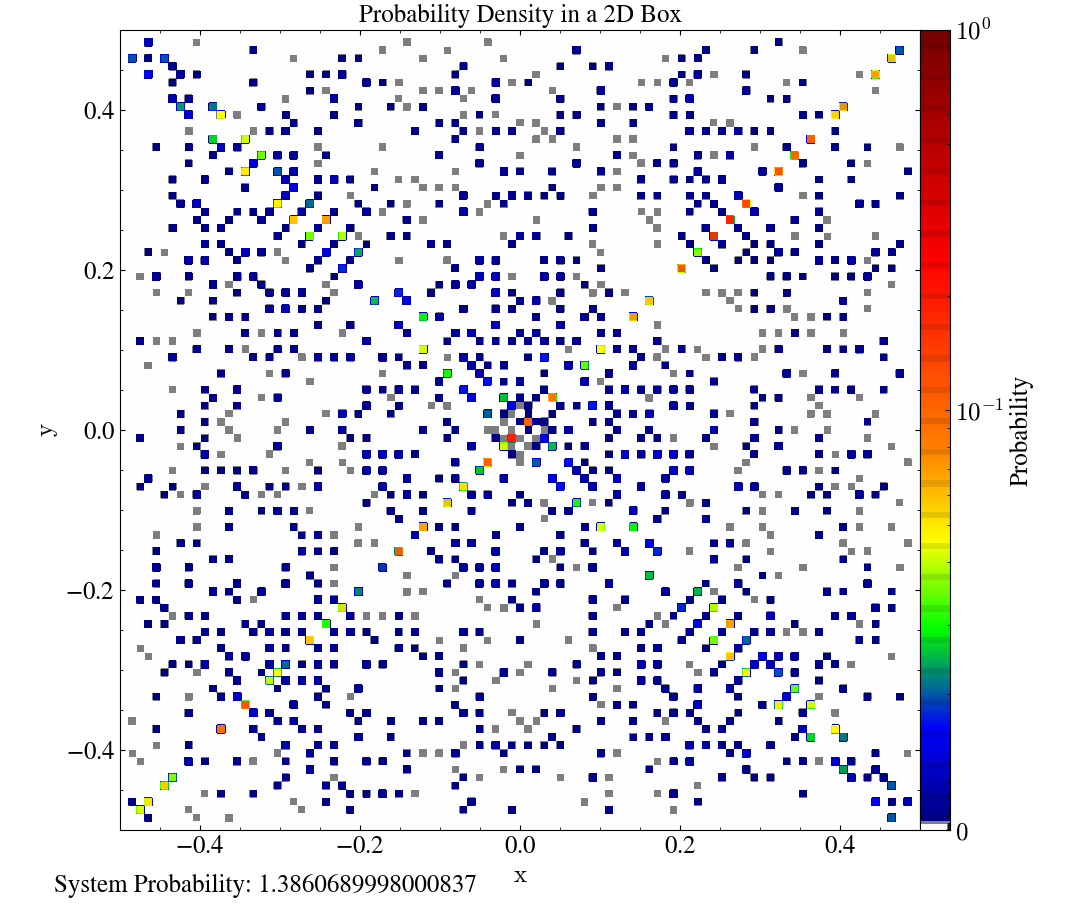 Probability Density in a 2D Box
10⁰
0.4
0.2
y
0.0
10⁻¹
Probability
−0.2
−0.4
0
−0.4 −0.2 0.0 0.2 0.4
x
System Probability: 1.3860689998000837